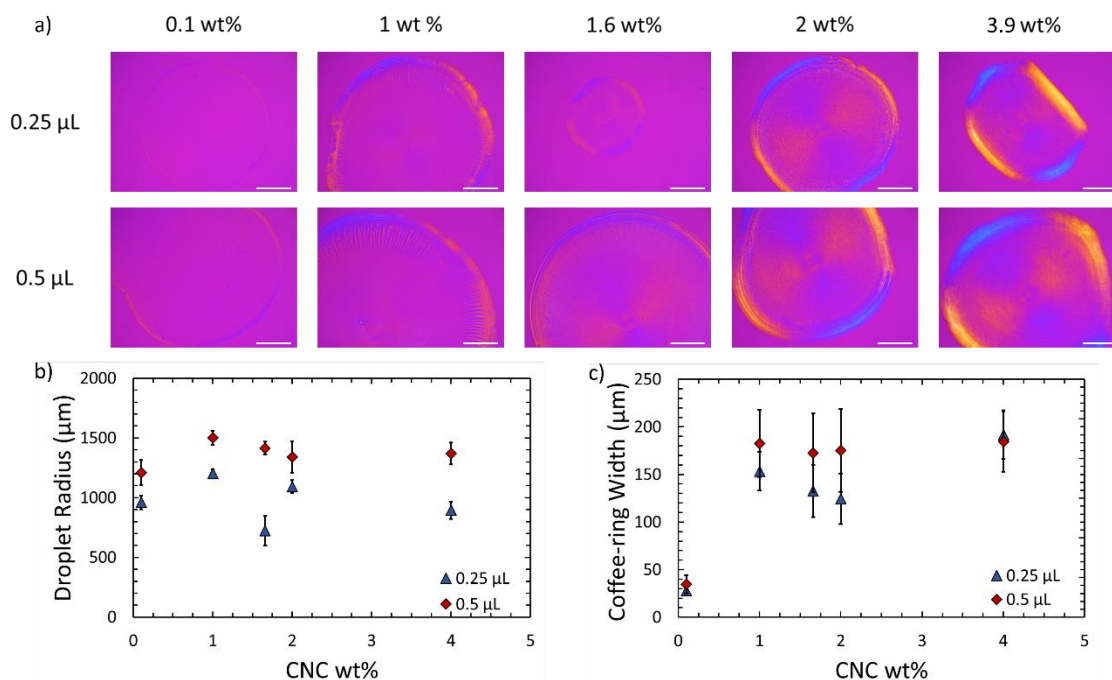 a) 0.1 wt% 1 wt % 1.6 wt% 2 wt% 3.9 wt%
0.25 µL
0.5 µL
b)
2000
1500
1000
500
0
0 1 2 3 4 5
Droplet Radius (µm)
CNC wt%
0.25 µL
0.5 µL
c)
250
200
150
100
50
0
0 1 2 3 4 5
Coffee-ring Width (µm)
CNC wt%
0.25 µL
0.5 µL